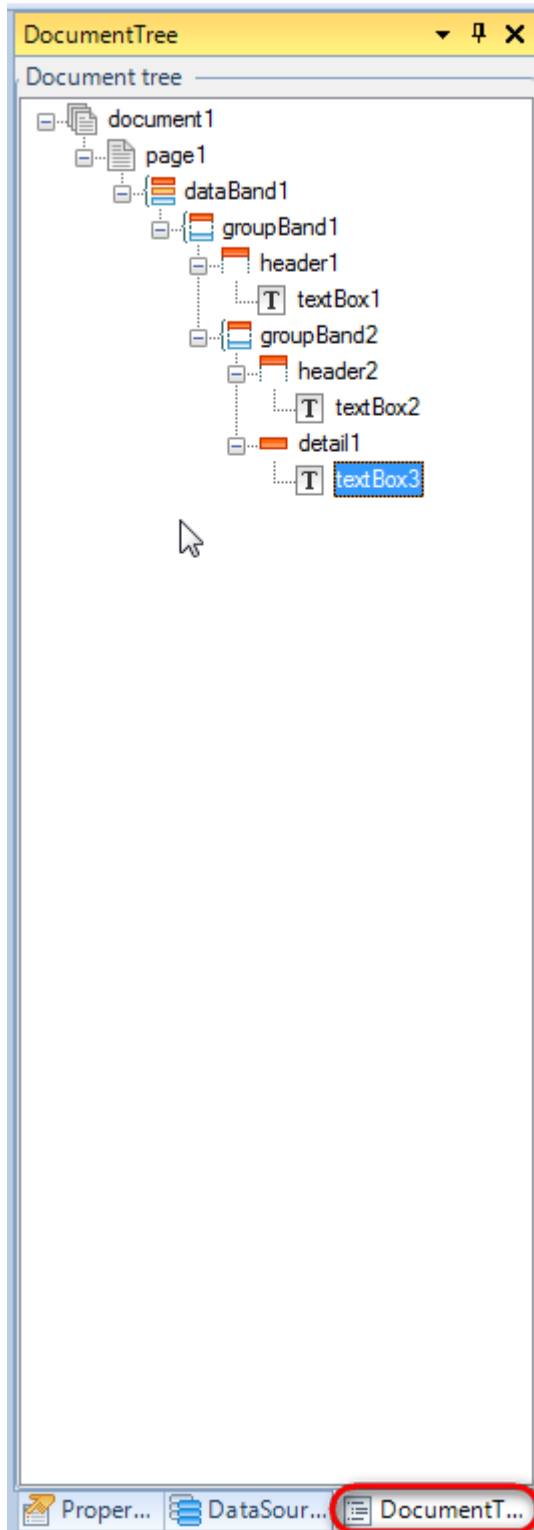 DocumentTree
Document tree
document1
page1
dataBand1
groupBand1
header1
T textBox1
groupBand2
header2
T textBox2
detail1
T textBox3
Proper... DataSour... DocumentT...